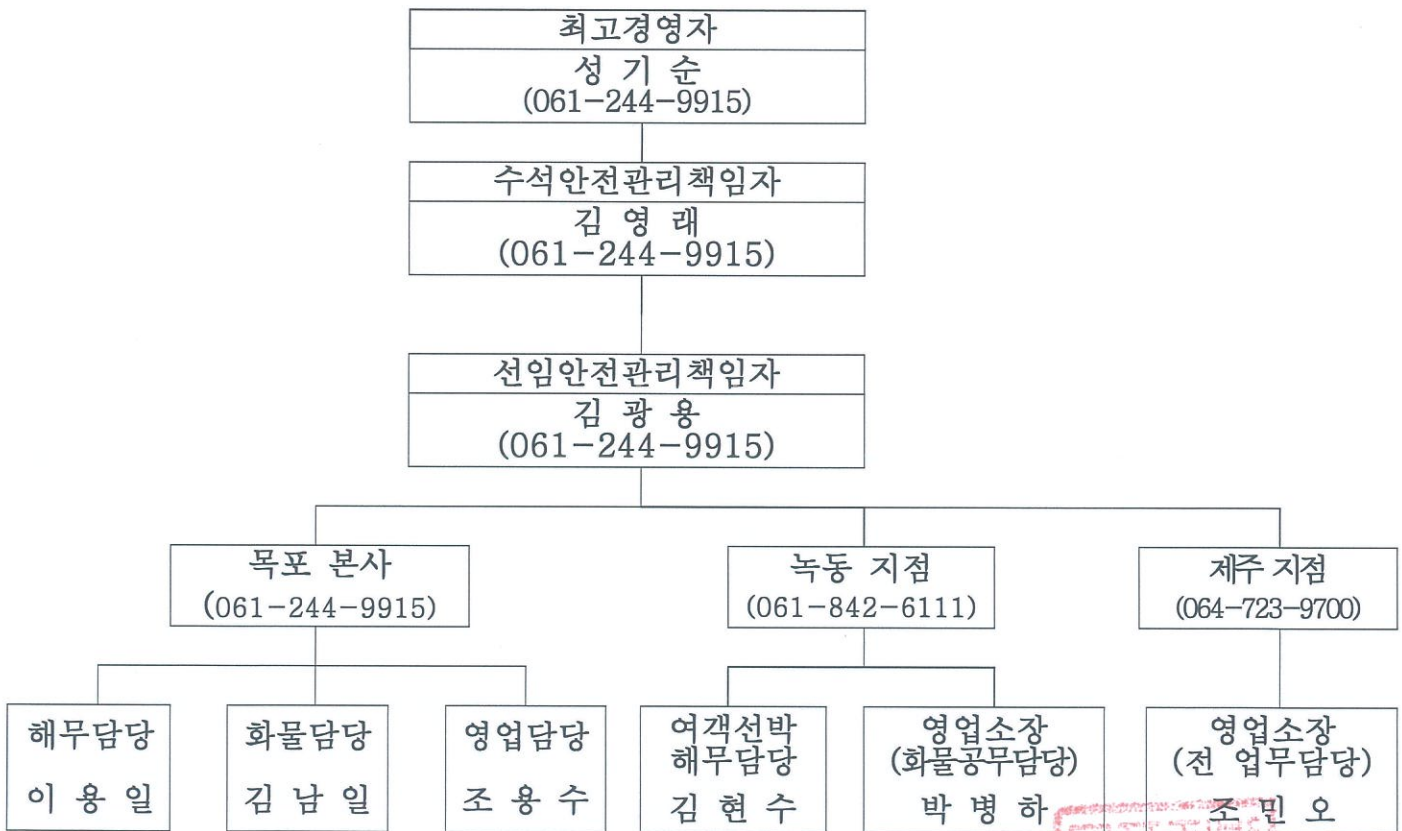 최고경영자
성 기 순
(061-244-9915)
수석안전관리책임자
김 영 래
(061-244-9915)
선임안전관리책임자
김 광 용
(061-244-9915)
목포 본사
(061-244-9915)
녹동 지점
(061-842-6111)
제주 지점
(064-723-9700)
해무담당
이 용 일
화물담당
김 남 일
영업담당
조 용 수
여객선박
해무담당
김 현 수
영업소장
(화물공무담당)
박 병 하
영업소장
(전 업무담당)
조 민 오